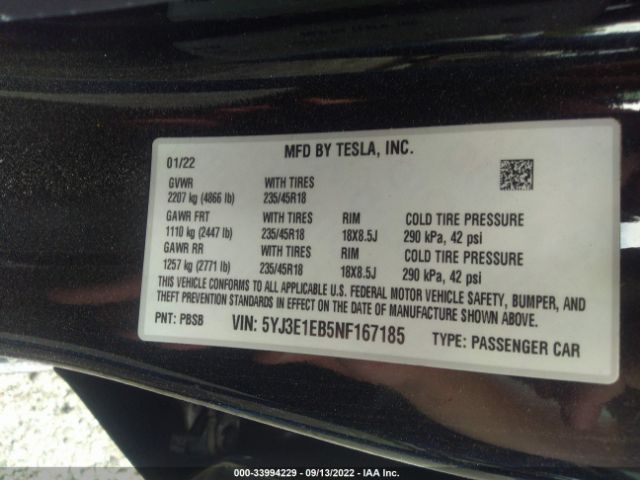 MFD BY TESLA, INC.
01/22
GVWR WITH TIRES
2207 kg (4866 lb) 235/45R18
GAWR FRT WITH TIRES RIM COLD TIRE PRESSURE
1110 kg (2447 lb) 235/45R18 18X8.5J 290 kPa, 42 psi
GAWR RR WITH TIRES RIM COLD TIRE PRESSURE
1257 kg (2771 lb) 235/45R18 18X8.5J 290 kPa, 42 psi
THIS VEHICLE CONFORMS TO ALL APPLICABLE U.S. FEDERAL MOTOR VEHICLE SAFETY, BUMPER, AND
THEFT PREVENTION STANDARDS IN EFFECT ON THE DATE OF MANUFACTURE SHOWN ABOVE.
PNT: PBSB VIN: 5YJ3E1EB5NF167185 TYPE: PASSENGER CAR
00-33994229 - 09/13/2022 - IAA Inc.